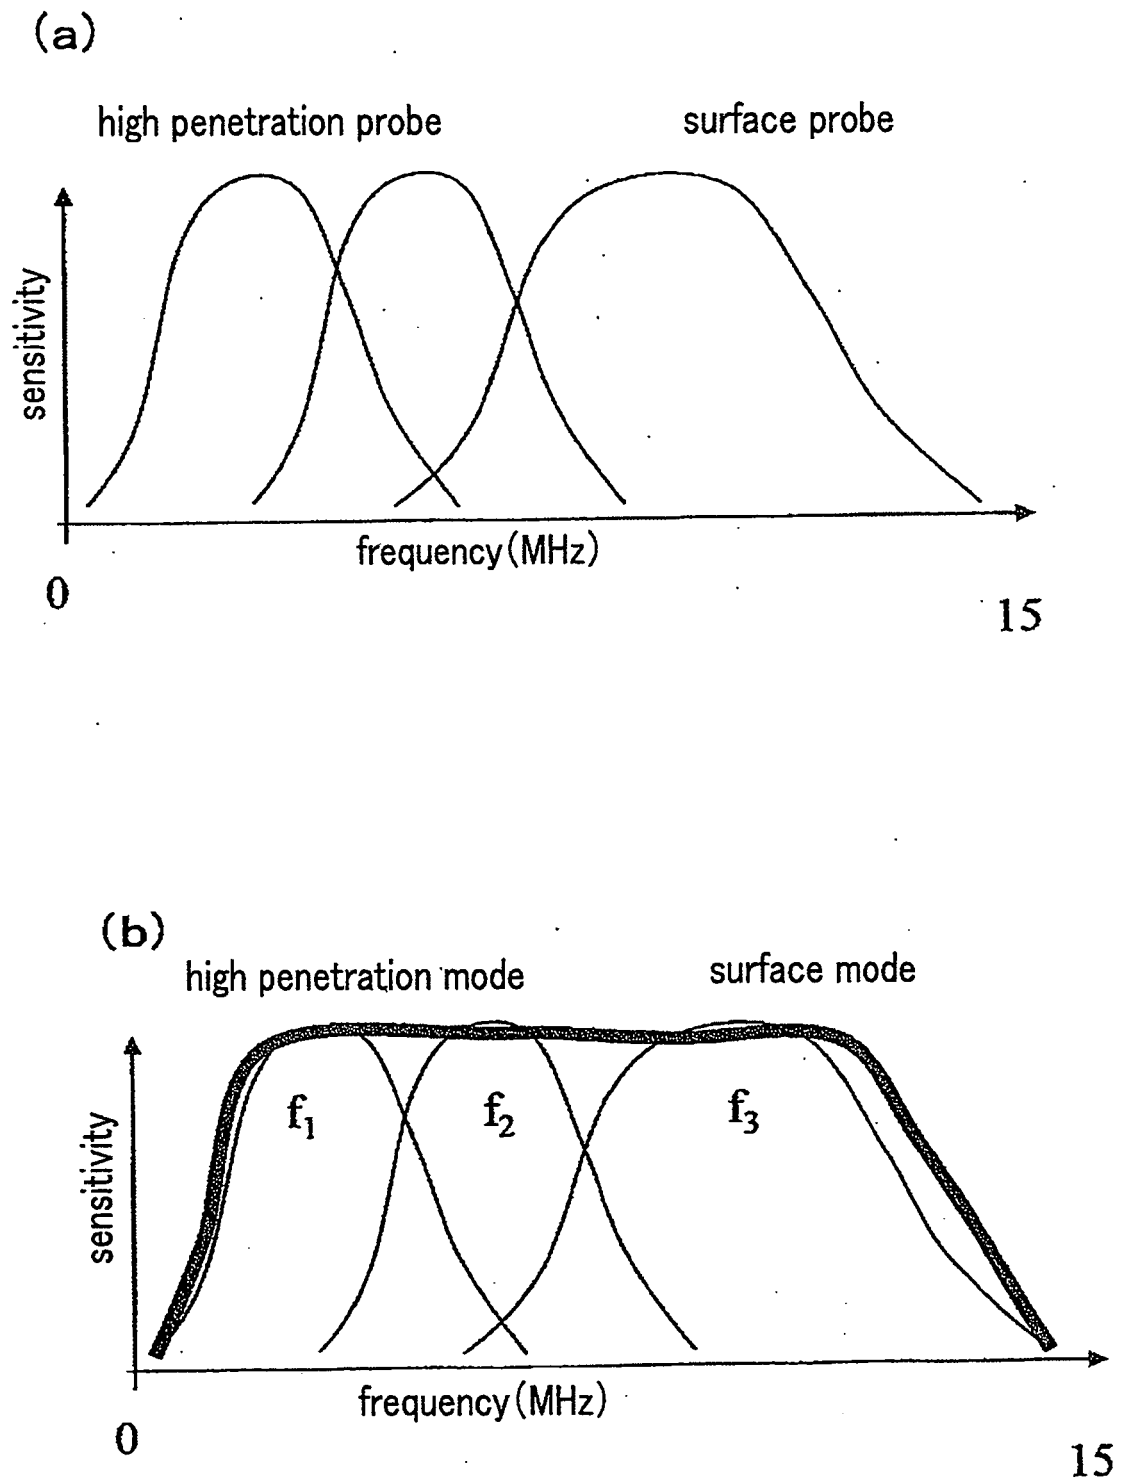 (a)
high penetration probe
surface probe
sensitivity
frequency(MHz)
0
15
(b)
high penetration mode
surface mode
f1
f2
f3
sensitivity
frequency(MHz)
0
15